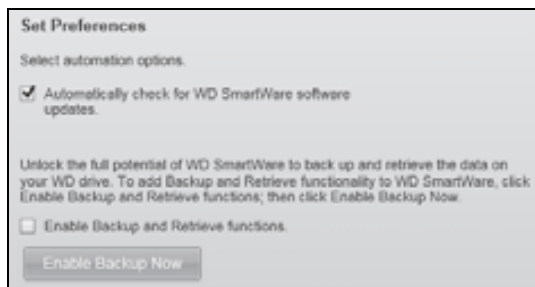 Set Preferences
Select automation options.
Automatically check for WD SmartWare software
updates.
Unlock the full potential of WD SmartWare to back up and retrieve the data on
your WD drive. To add Backup and Retrieve functionality to WD SmartWare, click
Enable Backup and Retrieve functions; then click Enable Backup Now.
Enable Backup and Retrieve functions.
Enable Backup Now